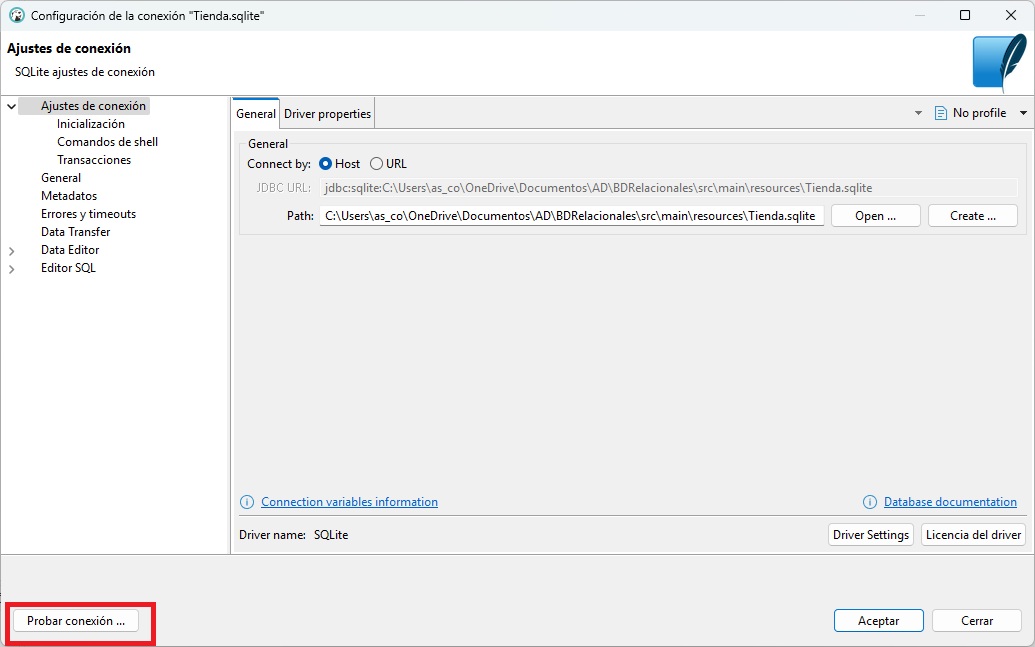 Configuración de la conexión "Tienda.sqlite"
Ajustes de conexión
SQLite ajustes de conexión
Ajustes de conexión
Inicialización
Comandos de shell
Transacciones
General
Metadatos
Errores y timeouts
Data Transfer
Data Editor
Editor SQL
General Driver properties
No profile
General
Connect by: Host URL
JDBC URL: jdbc:sqlite:C:\Users\as_co\OneDrive\Documentos\AD\BDRelacionales\src\main\resources\Tienda.sqlite
Path: C:\Users\as_co\OneDrive\Documentos\AD\BDRelacionales\src\main\resources\Tienda.sqlite Open ... Create ...
Connection variables information Database documentation
Driver name: SQLite Driver Settings Licencia del driver
Probar conexión ... Aceptar Cerrar